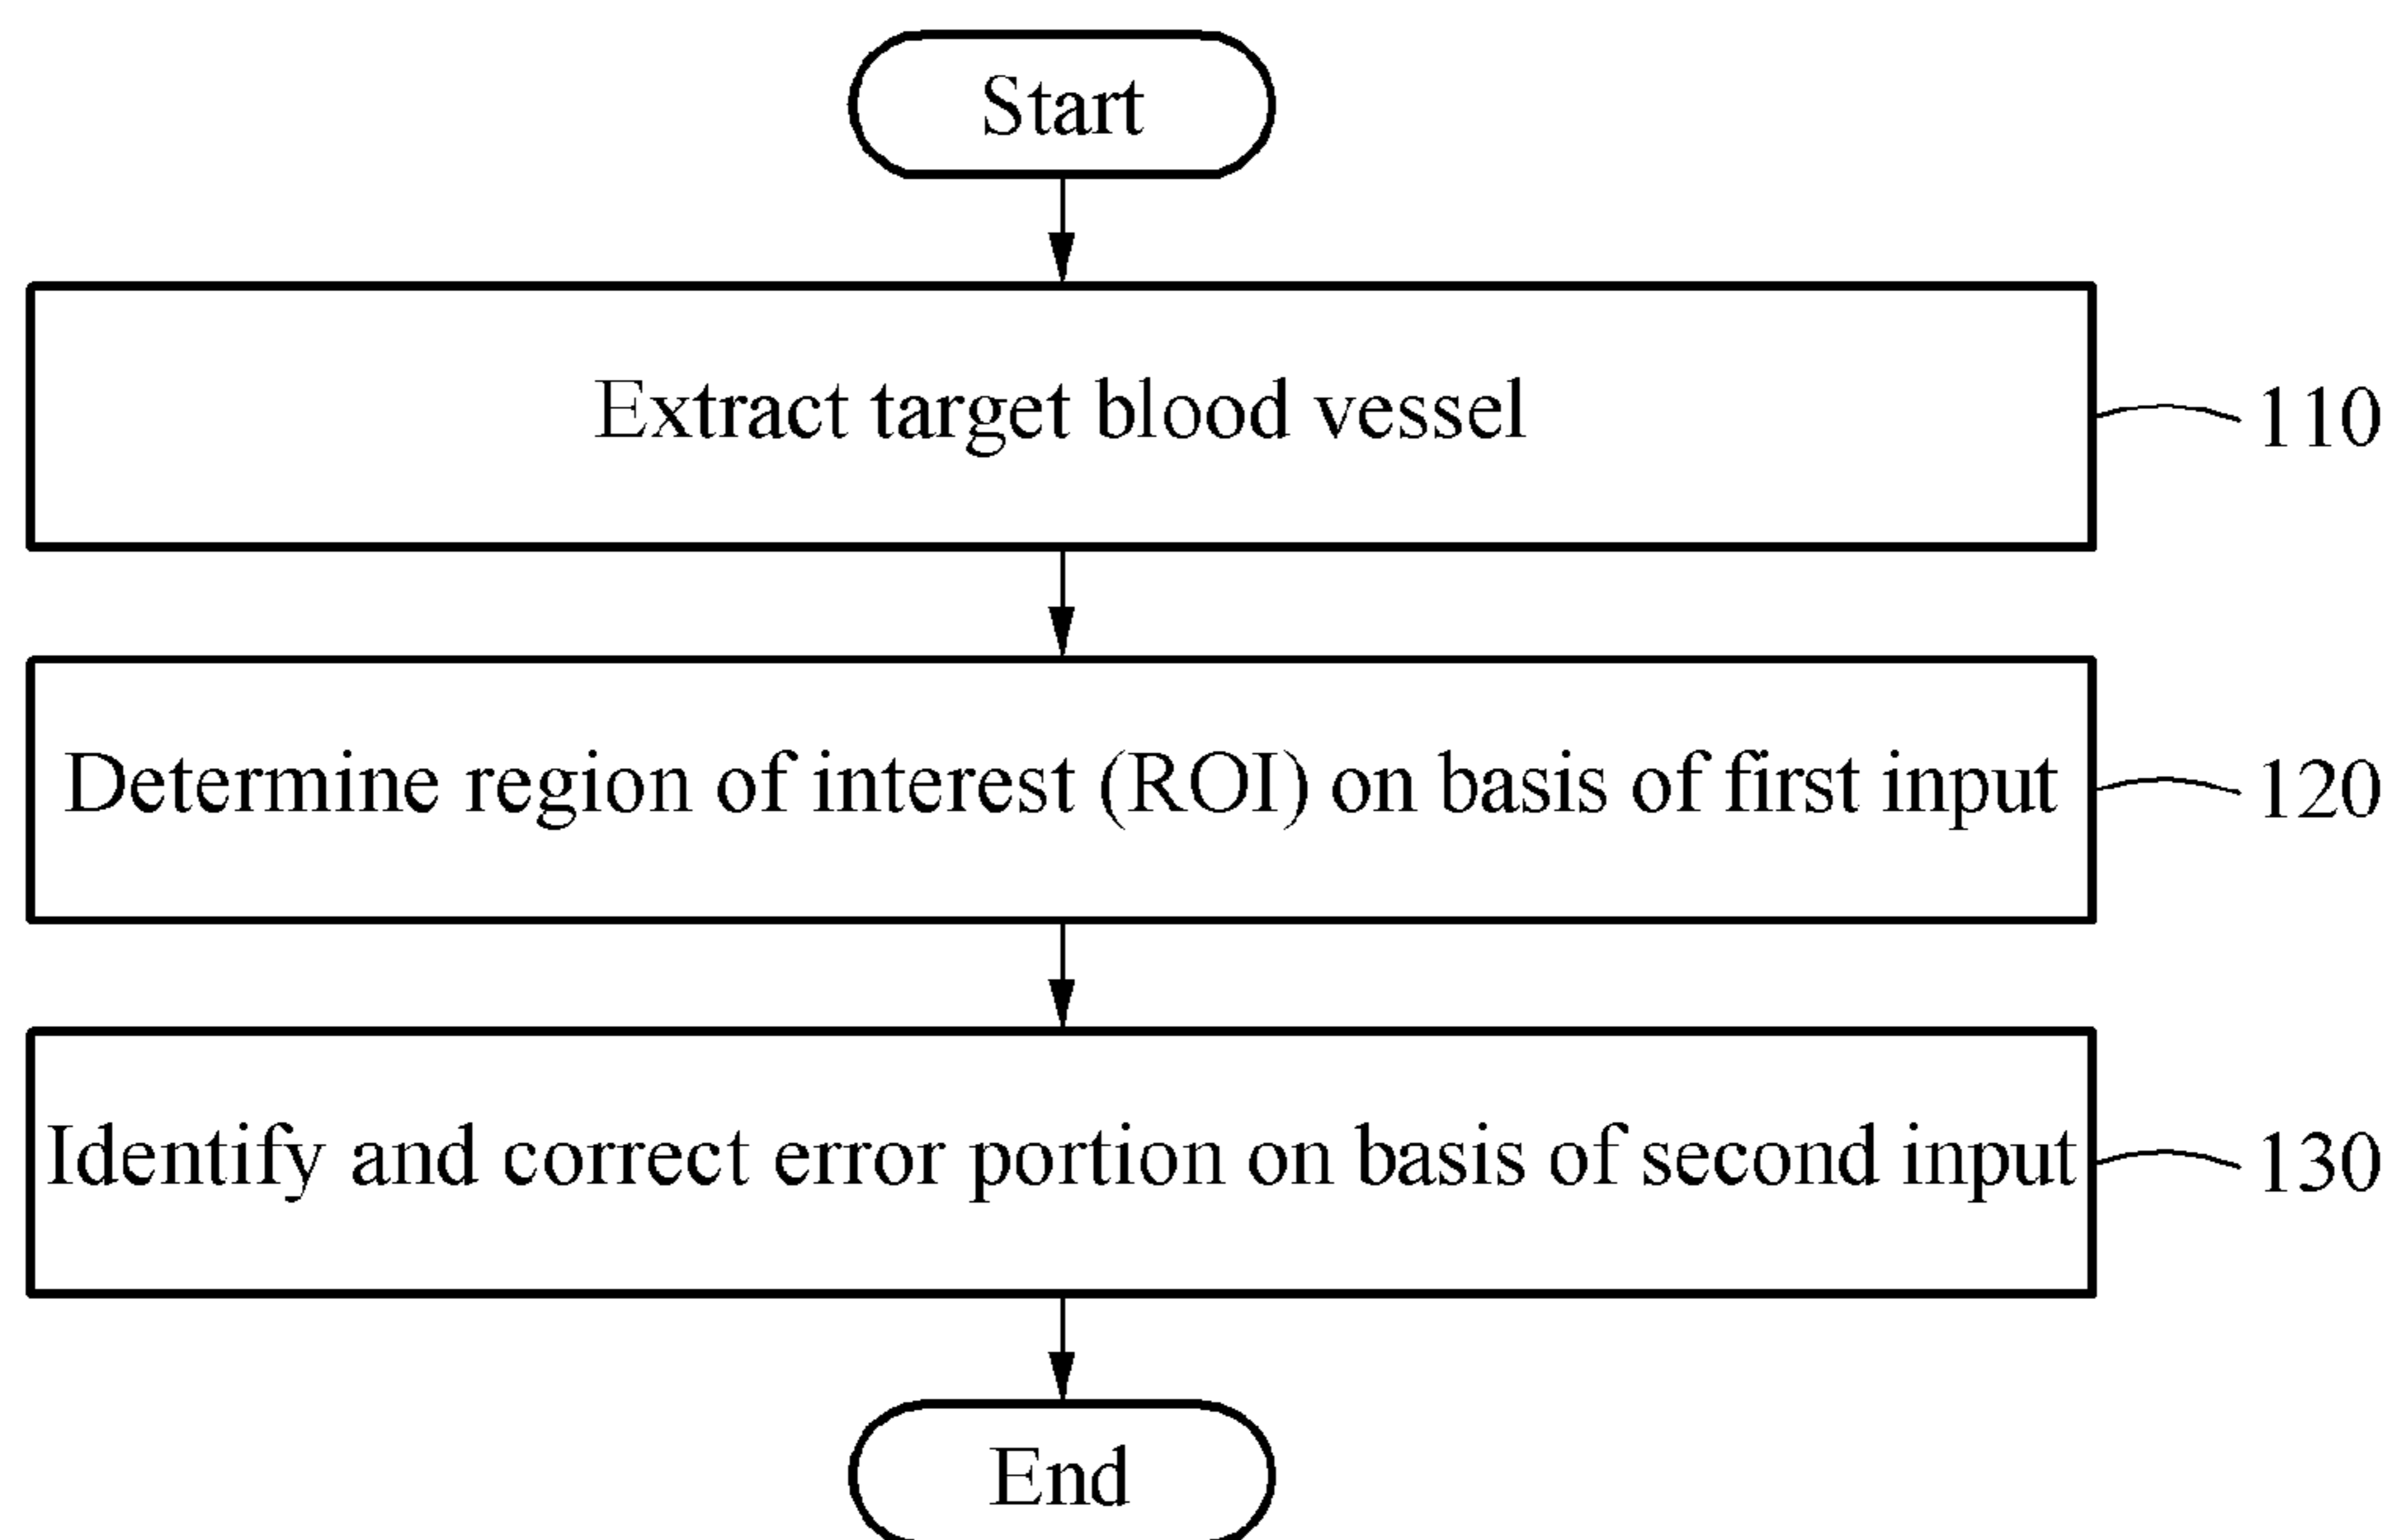 Start
Extract target blood vessel
110
Determine region of interest (ROI) on basis of first input
120
Identify and correct error portion on basis of second input
130
End